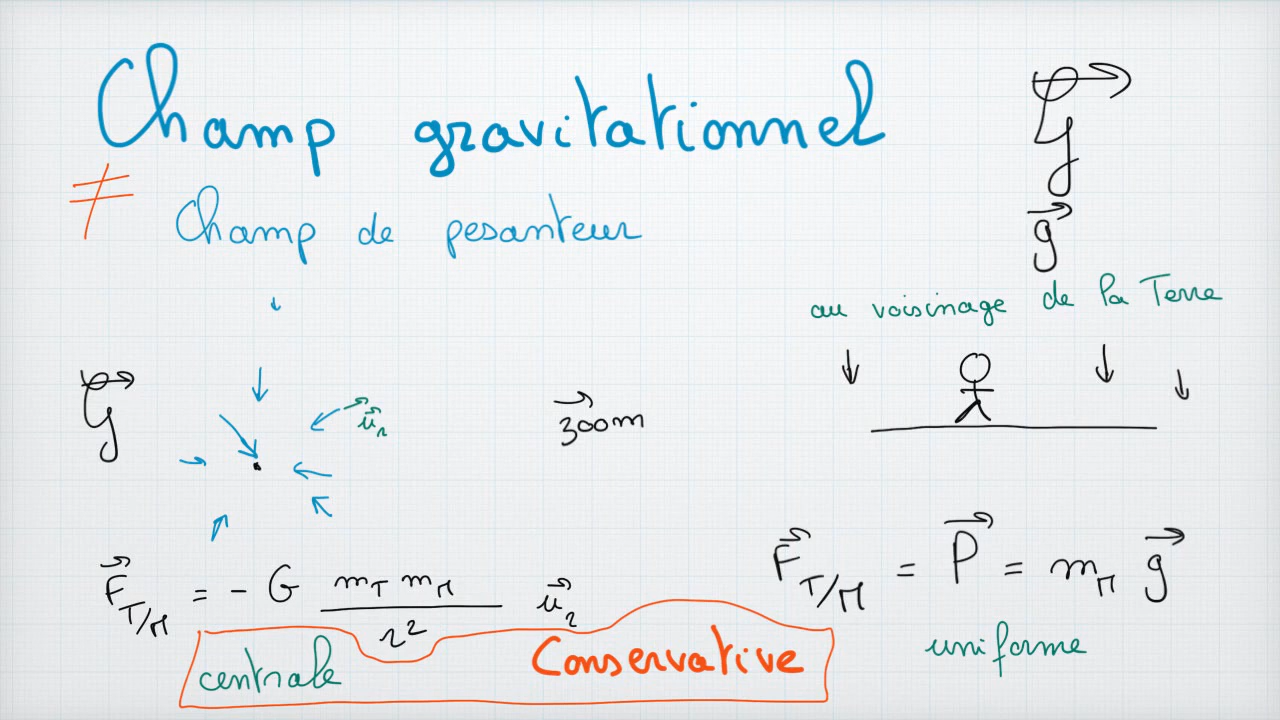 Champ gravitationnel
≠ Champ de pesanteur
𝒢⃗
g⃗
au voisinage de la Terre
𝒢⃗
u⃗r
300m
F⃗T/M = - G mT mM / r² u⃗r
centrale
Conservative
F⃗T/M = P⃗ = mM g⃗
uniforme